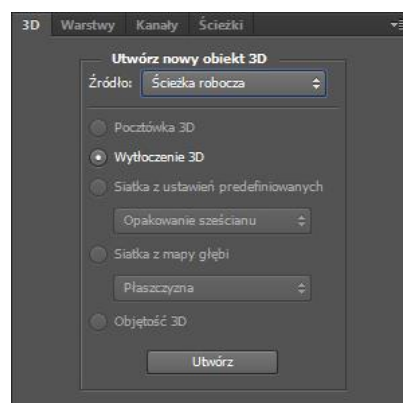 3D Warstwy Kanały Ścieżki
Utwórz nowy obiekt 3D
Źródło: Ścieżka robocza
Pocztówka 3D
Wytłoczenie 3D
Siatka z ustawień predefiniowanych
Opakowanie sześcianu
Siatka z mapy głębi
Płaszczyzna
Objętość 3D
Utwórz